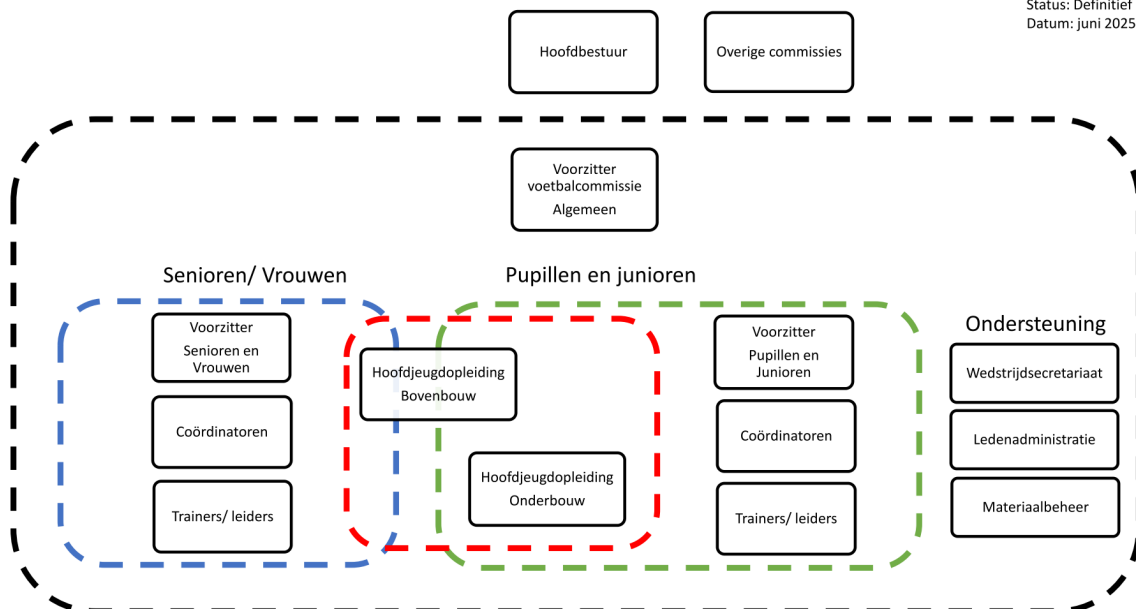 Status: Definitief
Datum: juni 2025
Hoofdbestuur
Overige commissies
Voorzitter
voetbalcommissie
Algemeen
Senioren/ Vrouwen
Pupillen en junioren
Voorzitter
Senioren en
Vrouwen
Coördinatoren
Trainers/ leiders
Hoofdjeugdopleiding
Bovenbouw
Hoofdjeugdopleiding
Onderbouw
Voorzitter
Pupillen en
Junioren
Coördinatoren
Trainers/ leiders
Ondersteuning
Wedstrijdsecretariaat
Ledenadministratie
Materiaalbeheer